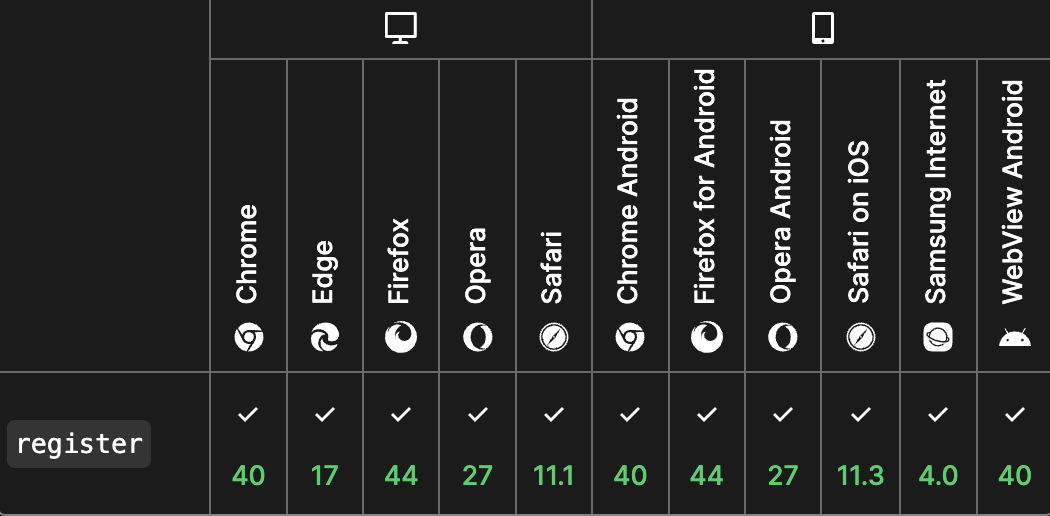 Chrome
Edge
Firefox
Opera
Safari
Chrome Android
Firefox for Android
Opera Android
Safari on iOS
Samsung Internet
WebView Android
register
40
17
44
27
11.1
40
44
27
11.3
4.0
40